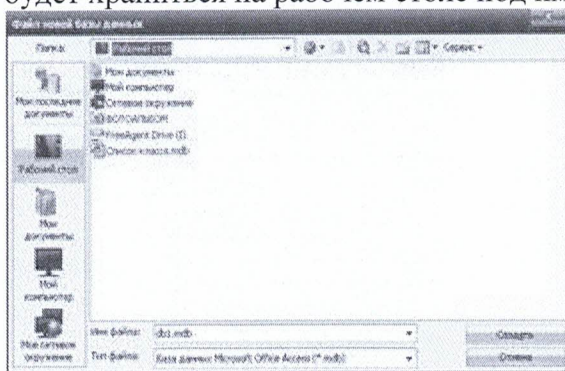 будет храниться на рабочем столе под
Файл новой базы данных
Папка: Рабочий стол Сервис
Мои последние документы
Рабочий стол
Мои документы
Мой компьютер
Мое сетевое окружение
Мои документы
Мой компьютер
Сетевое окружение
ФОТОАЛЬБОМ
FreeAgent Drive (I)
Список класса.mdb
Имя файла: db1.mdb Создать
Тип файла: База данных Microsoft Office Access (*.mdb) Отмена